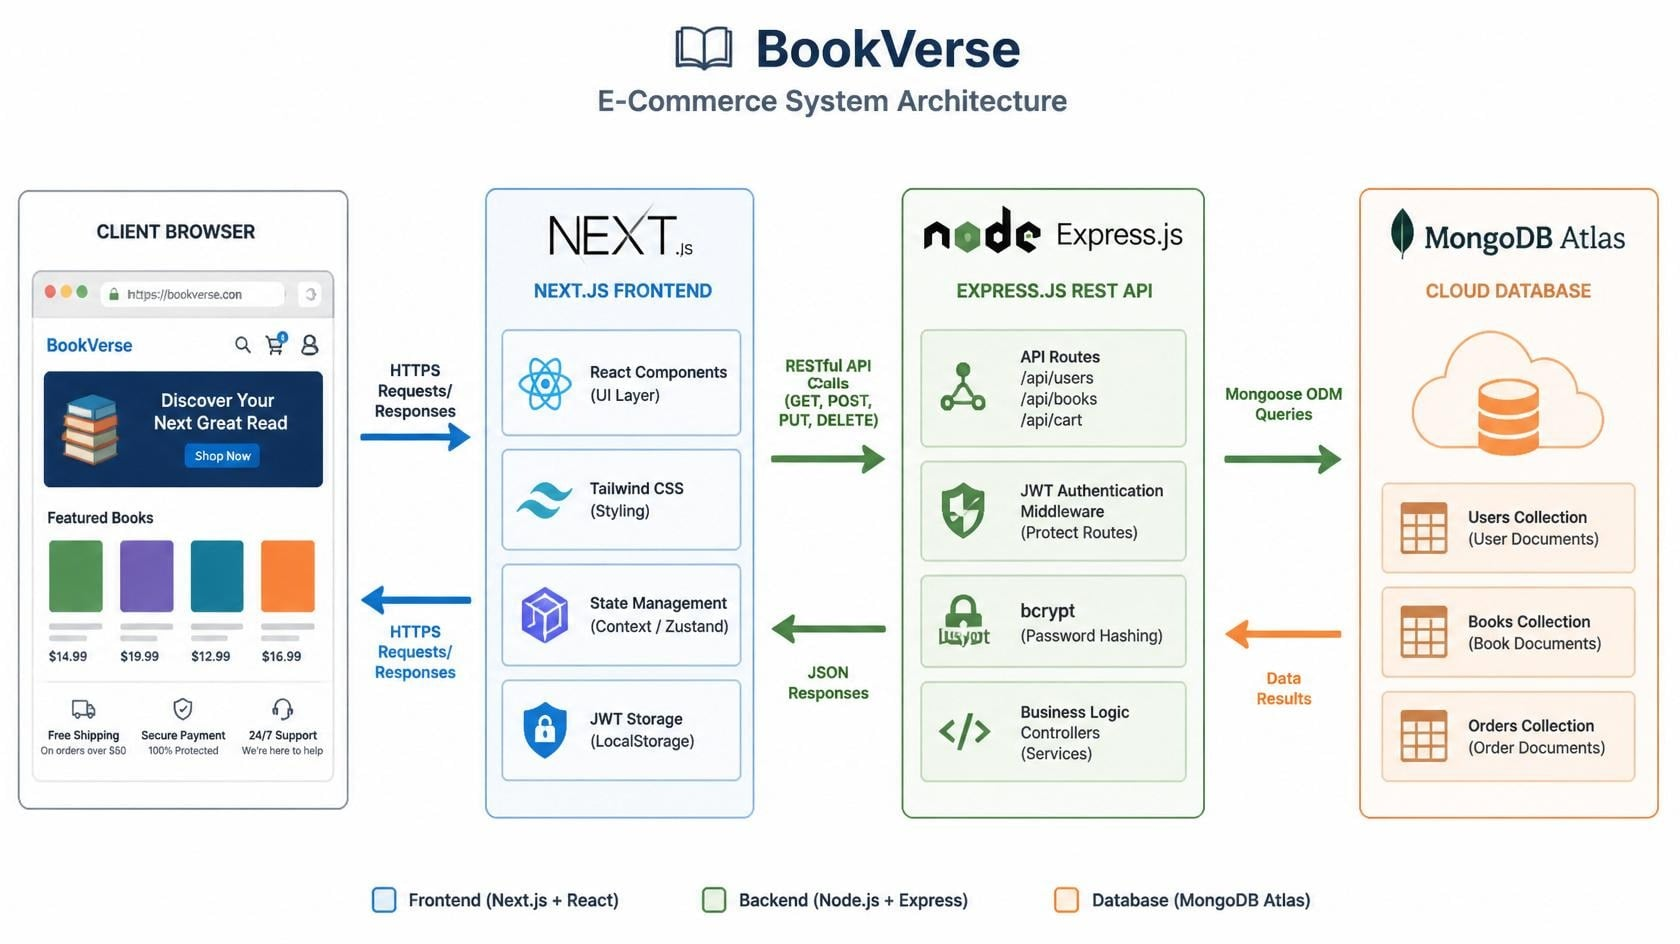 BookVerse
E-Commerce System Architecture
CLIENT BROWSER
https://bookverse.con
BookVerse
Discover Your
Next Great Read
Shop Now
Featured Books
$14.99
$19.99
$12.99
$16.99
Free Shipping
On orders over $50
Secure Payment
100% Protected
24/7 Support
We're here to help
HTTPS
Requests/
Responses
HTTPS
Requests/
Responses
NEXT.JS
NEXT.JS FRONTEND
React Components
(UI Layer)
Tailwind CSS
(Styling)
State Management
(Context / Zustand)
JWT Storage
(LocalStorage)
RESTful API
Calls
(GET, POST,
PUT, DELETE)
JSON
Responses
node Express.js
EXPRESS.JS REST API
API Routes
/api/users
/api/books
/api/cart
JWT Authentication
Middleware
(Protect Routes)
bcrypt
(Password Hashing)
Business Logic
Controllers
(Services)
Mongoose ODM
Queries
Data
Results
MongoDB Atlas
CLOUD DATABASE
Users Collection
(User Documents)
Books Collection
(Book Documents)
Orders Collection
(Order Documents)
Frontend (Next.js + React)
Backend (Node.js + Express)
Database (MongoDB Atlas)